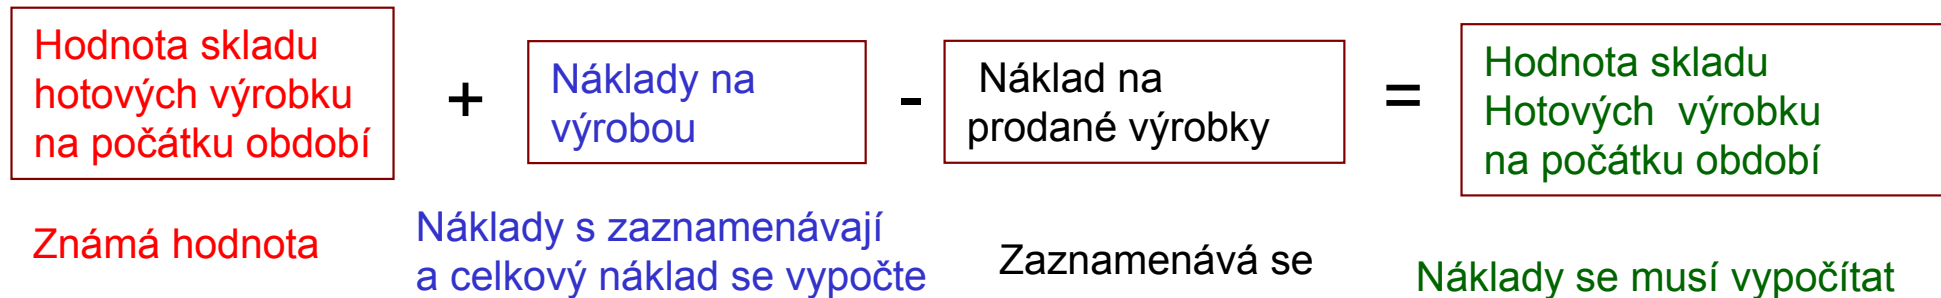 Hodnota skladu
hotových výrobku
na počátku období
+
Náklady na
výrobou
-
Náklad na
prodané výrobky
=
Hodnota skladu
Hotových výrobku
na počátku období
Známá hodnota
Náklady s zaznamenávají
a celkový náklad se vypočte
Zaznamenává se
Náklady se musí vypočítat